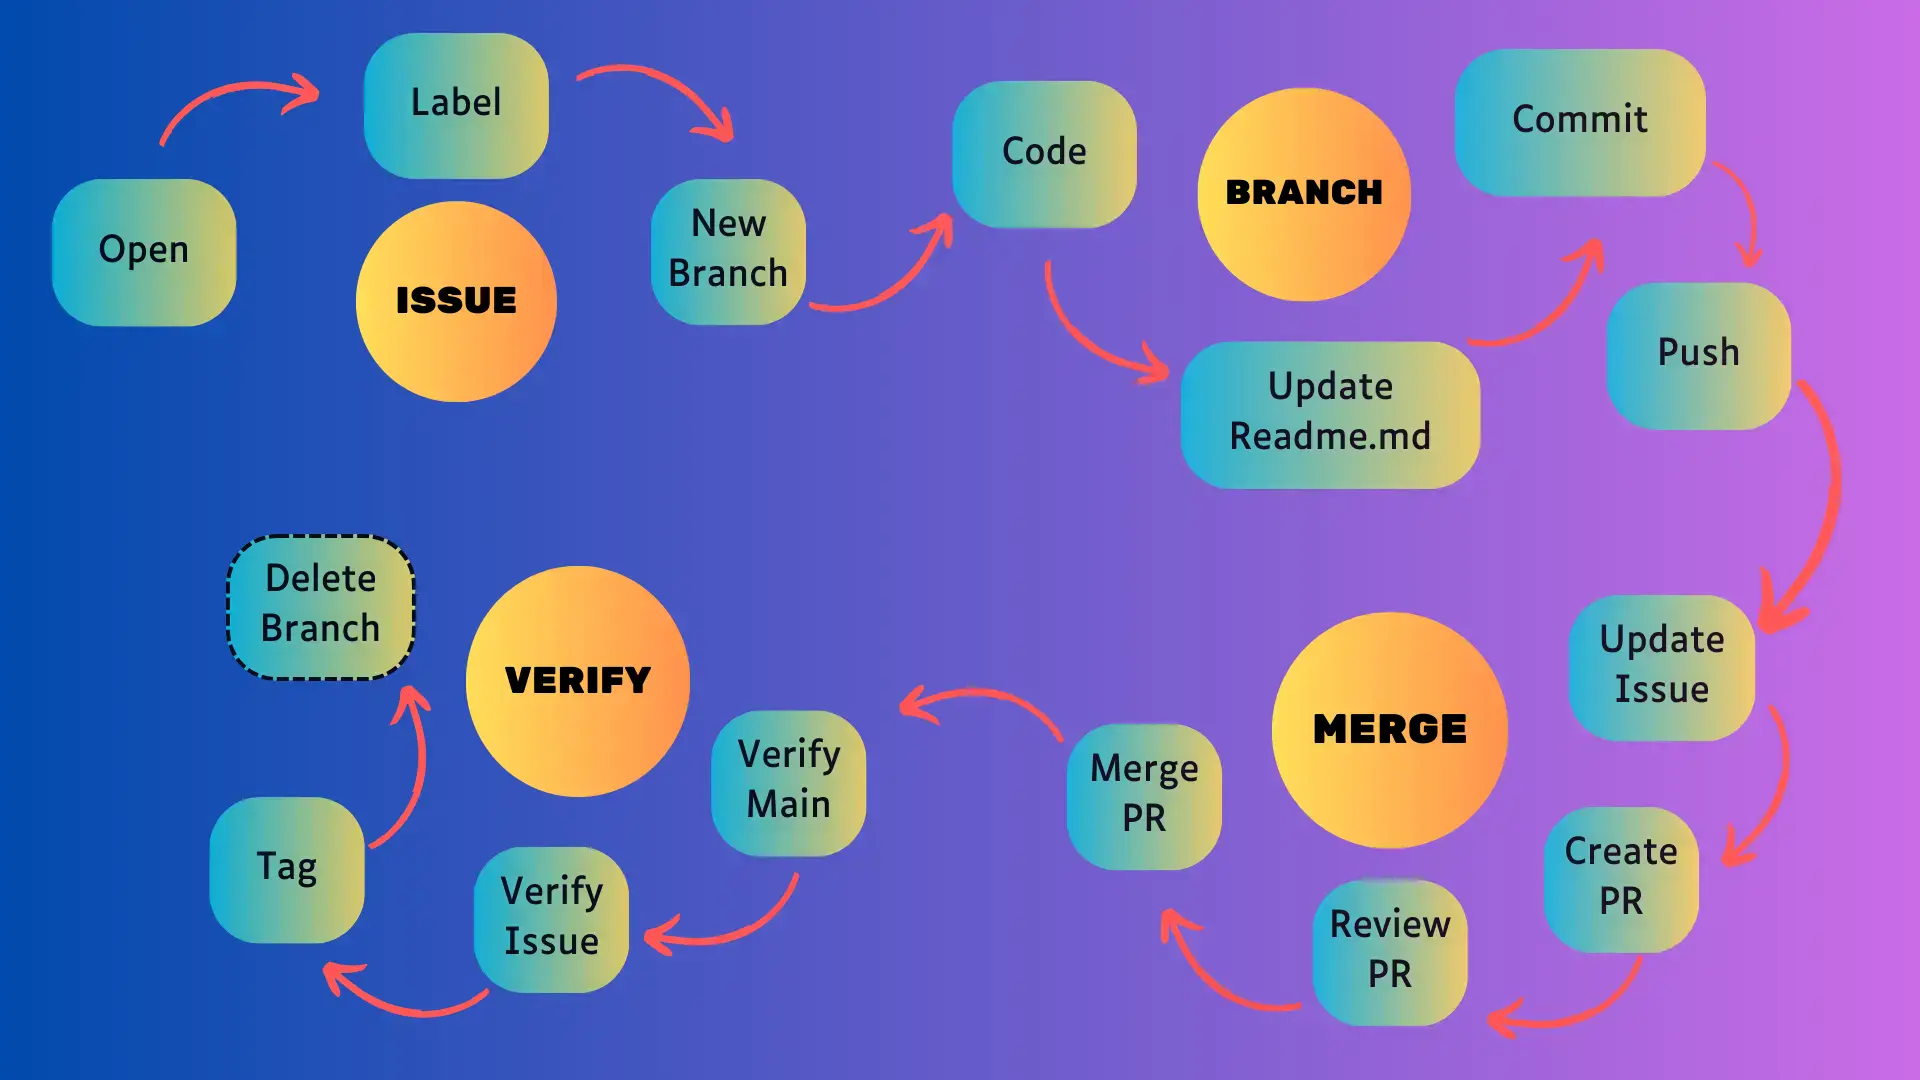 Open
Label
ISSUE
New
Branch
Code
BRANCH
Update
Readme.md
Commit
Push
Update
Issue
MERGE
Create
PR
Review
PR
Merge
PR
VERIFY
Verify
Main
Verify
Issue
Tag
Delete
Branch